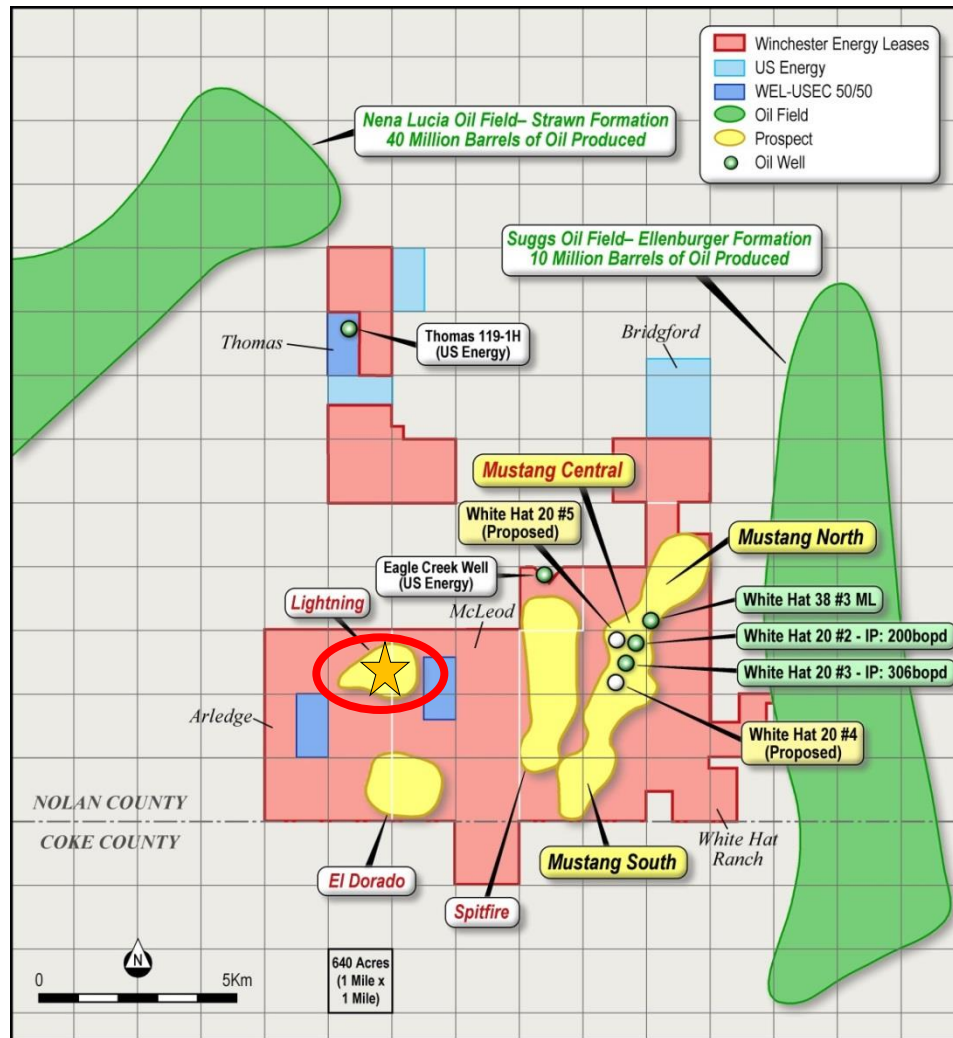 Winchester Energy Leases
US Energy
WEL-USEC 50/50
Oil Field
Prospect
Oil Well
Nena Lucia Oil Field– Strawn Formation
40 Million Barrels of Oil Produced
Suggs Oil Field– Ellenburger Formation
10 Million Barrels of Oil Produced
Thomas
Thomas 119-1H
(US Energy)
Bridgford
Mustang Central
White Hat 20 #5
(Proposed)
Mustang North
Eagle Creek Well
(US Energy)
Lightning
McLeod
White Hat 38 #3 ML
White Hat 20 #2 - IP: 200bopd
White Hat 20 #3 - IP: 306bopd
Arledge
White Hat 20 #4
(Proposed)
NOLAN COUNTY
COKE COUNTY
White Hat
Ranch
Mustang South
El Dorado
Spitfire
N
0
5Km
640 Acres
(1 Mile x
1 Mile)